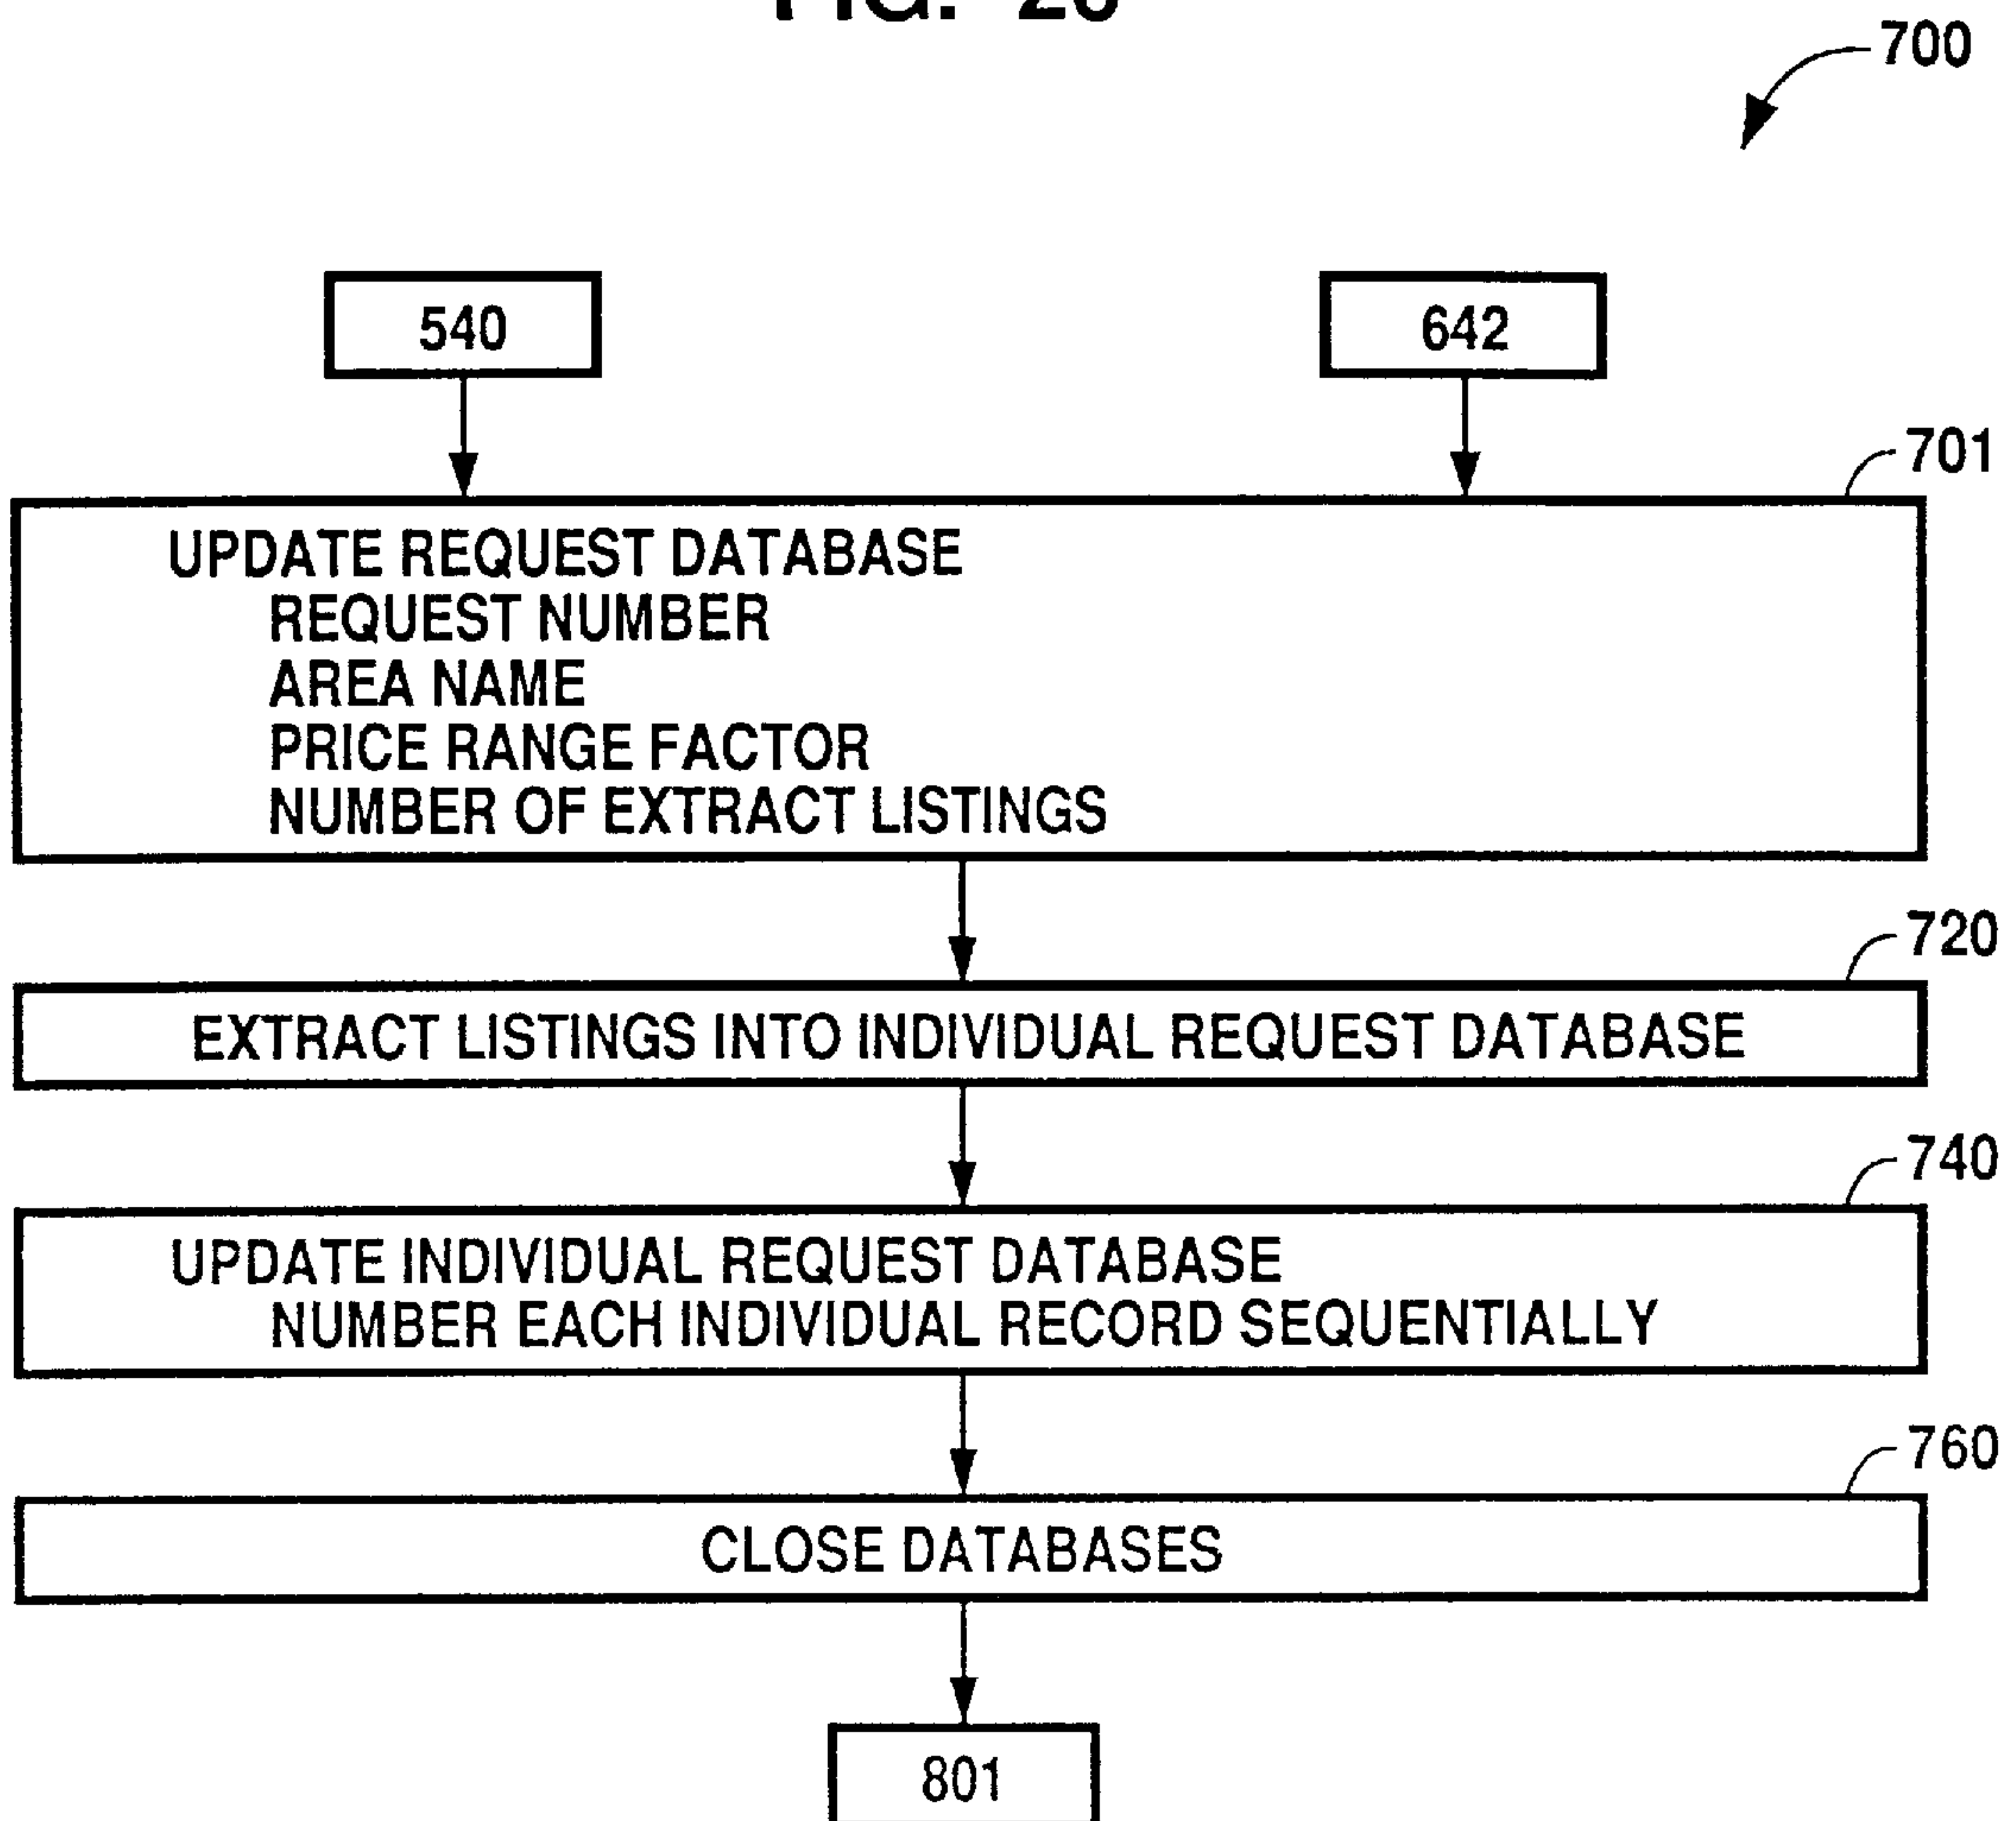 700
540
642
701
UPDATE REQUEST DATABASE
REQUEST NUMBER
AREA NAME
PRICE RANGE FACTOR
NUMBER OF EXTRACT LISTINGS
720
EXTRACT LISTINGS INTO INDIVIDUAL REQUEST DATABASE
740
UPDATE INDIVIDUAL REQUEST DATABASE
NUMBER EACH INDIVIDUAL RECORD SEQUENTIALLY
760
CLOSE DATABASES
801